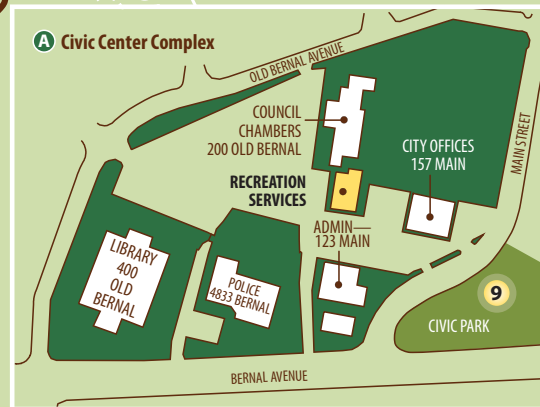 A Civic Center Complex
OLD BERNAL AVENUE
COUNCIL
CHAMBERS
200 OLD BERNAL
CITY OFFICES
157 MAIN
MAIN STREET
RECREATION
SERVICES
ADMIN—
123 MAIN
LIBRARY
400
OLD
BERNAL
POLICE
4833 BERNAL
9
CIVIC PARK
BERNAL AVENUE